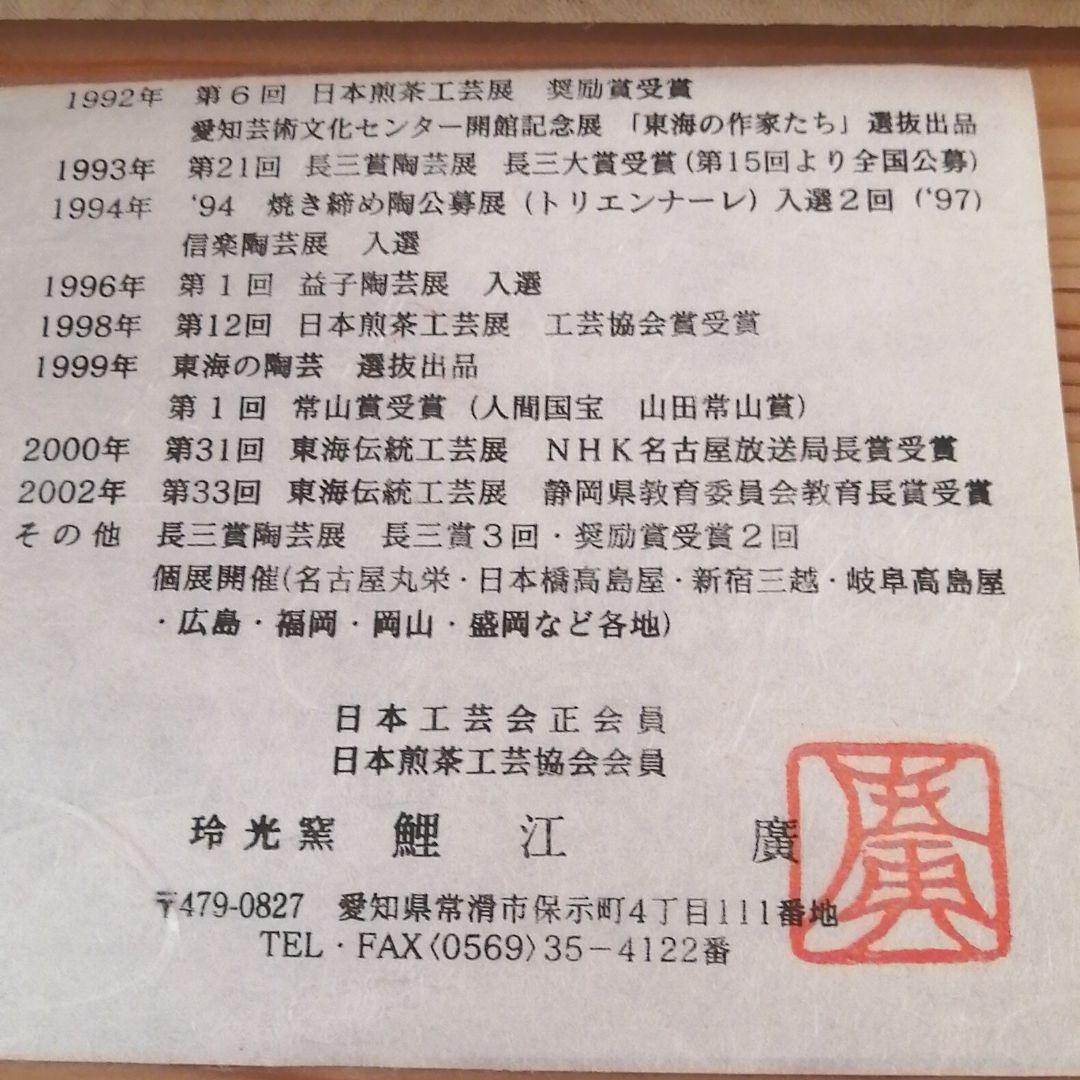 1992年 第6回 日本煎茶工芸展 奨励賞受賞
愛知芸術文化センター開館記念展 「東海の作家たち」選抜出品
1993年 第21回 長三賞陶芸展 長三大賞受賞(第15回より全国公募)
1994年 '94 焼き締め陶公募展(トリエンナーレ)入選2回('97)
信楽陶芸展 入選
1996年 第1回 益子陶芸展 入選
1998年 第12回 日本煎茶工芸展 工芸協会賞受賞
1999年 東海の陶芸 選抜出品
第1回 常山賞受賞(人間国宝 山田常山賞)
2000年 第31回 東海伝統工芸展 NHK名古屋放送局長賞受賞
2002年 第33回 東海伝統工芸展 静岡県教育委員会教育長賞受賞
その他 長三賞陶芸展 長三賞3回・奨励賞受賞2回
個展開催(名古屋丸栄・日本橋高島屋・新宿三越・岐阜高島屋
・広島・福岡・岡山・盛岡など各地)
日本工芸会正会員
日本煎茶工芸協会会員
玲光窯 鯉江 廣
〒479-0827 愛知県常滑市保示町4丁目111番地
TEL・FAX〈0569〉35-4122番